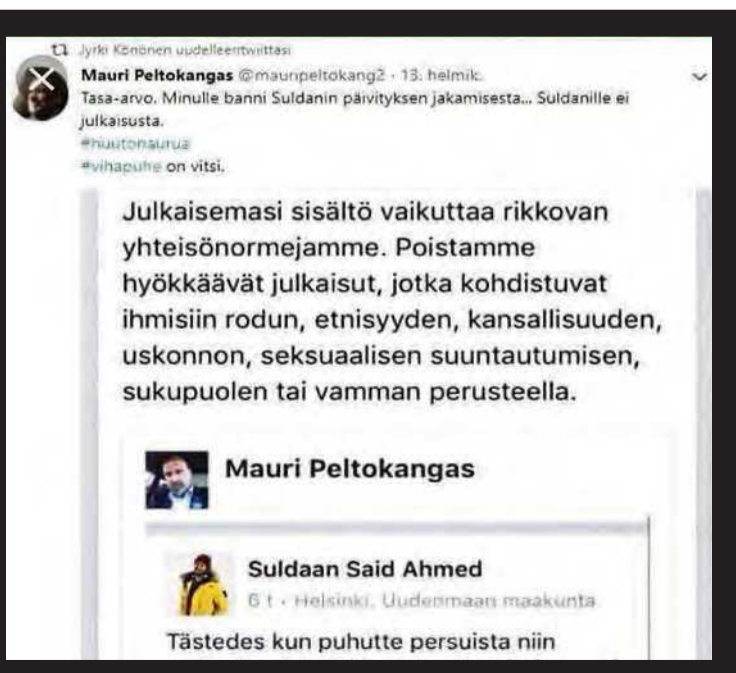 Jyrki Könönen uudelleentwiittasi
Mauri Peltokangas @mauripeltokang2 · 13. helmik.
Tasa-arvo. Minulle banni Suldanin päivityksen jakamisesta... Suldanille ei
julkaisusta.
#huutonaurua
#vihapuhe on vitsi.
Julkaisemasi sisältö vaikuttaa rikkovan
yhteisönormejamme. Poistamme
hyökkäävät julkaisut, jotka kohdistuvat
ihmisiin rodun, etnisyyden, kansallisuuden,
uskonnon, seksuaalisen suuntautumisen,
sukupuolen tai vamman perusteella.
Mauri Peltokangas
Suldaan Said Ahmed
6 t · Helsinki, Uudenmaan maakunta
Tästedes kun puhutte persuista niin